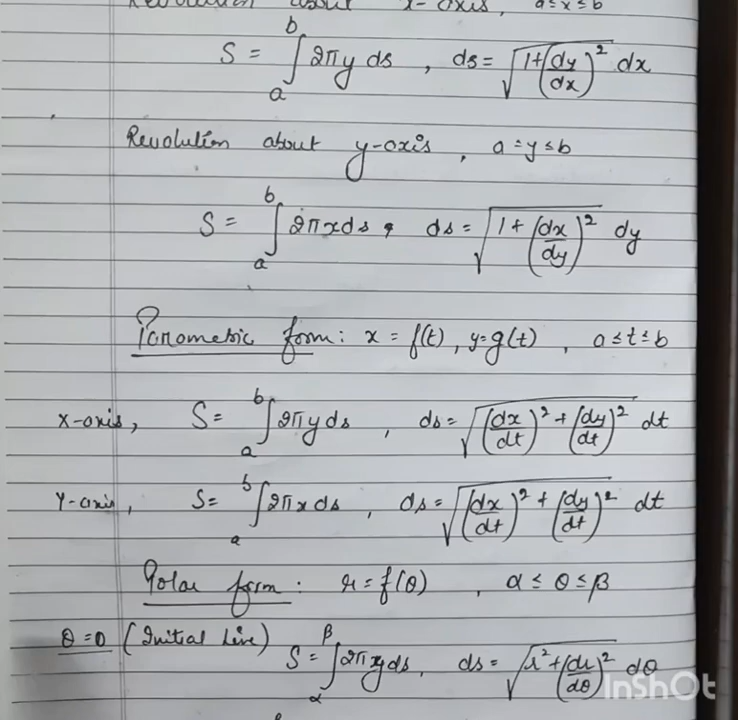 Revolution about x-axis, a≤x≤b
S = ∫_a^b 2πy ds , ds = √(1+(dy/dx)²) dx
Revolution about y-axis, a=y≤b
S = ∫_a^b 2πx ds, ds = √(1+(dx/dy)²) dy
Parametric form: x = f(t), y=g(t) , a≤t≤b
x-axis, S = ∫_a^b 2πy ds , ds = √((dx/dt)²+(dy/dt)²) dt
Y-axis, S = ∫_a^b 2πx ds , ds = √((dx/dt)²+(dy/dt)²) dt
Polar form: r = f(θ) , α≤θ≤β
θ=0 (Initial line) S = ∫_α^β 2πy ds, ds = √(r²+(dr/dθ)²) dθ
InShOt